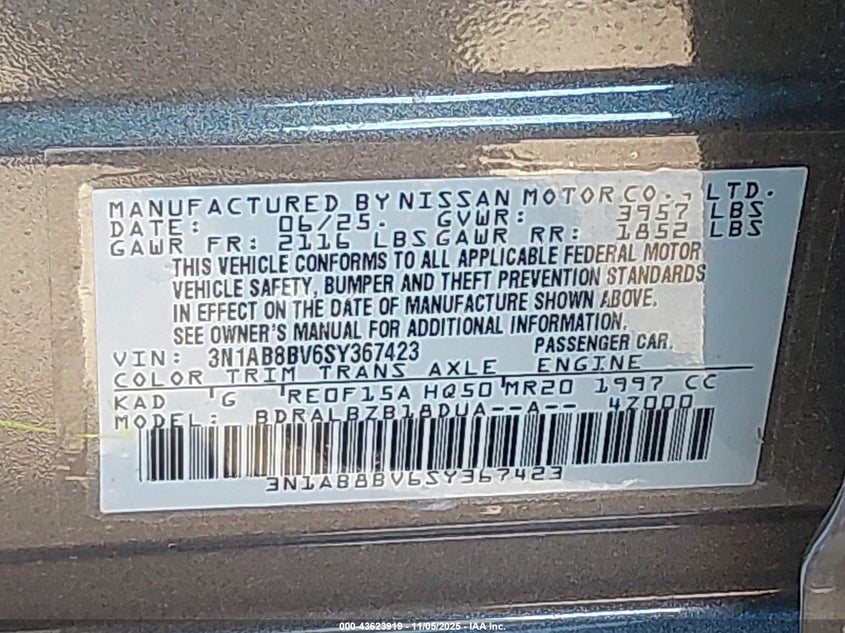 MANUFACTURED BY NISSAN MOTOR CO., LTD.
DATE: 06/25. GVWR: 3957 LBS
GAWR FR: 2116 LBS GAWR RR: 1852 LBS
THIS VEHICLE CONFORMS TO ALL APPLICABLE FEDERAL MOTOR
VEHICLE SAFETY, BUMPER AND THEFT PREVENTION STANDARDS
IN EFFECT ON THE DATE OF MANUFACTURE SHOWN ABOVE.
SEE OWNER'S MANUAL FOR ADDITIONAL INFORMATION.
VIN: 3N1AB8BV6SY367423 PASSENGER CAR.
COLOR TRIM TRANS AXLE ENGINE
KAD G RE0F15A HQ50 MR20 1997 CC
MODEL: BDRALBZB18DUA--A-- 4Z000
3N1AB8BV6SY367423
000-43623919 - 11/05/2025 - IAA Inc.